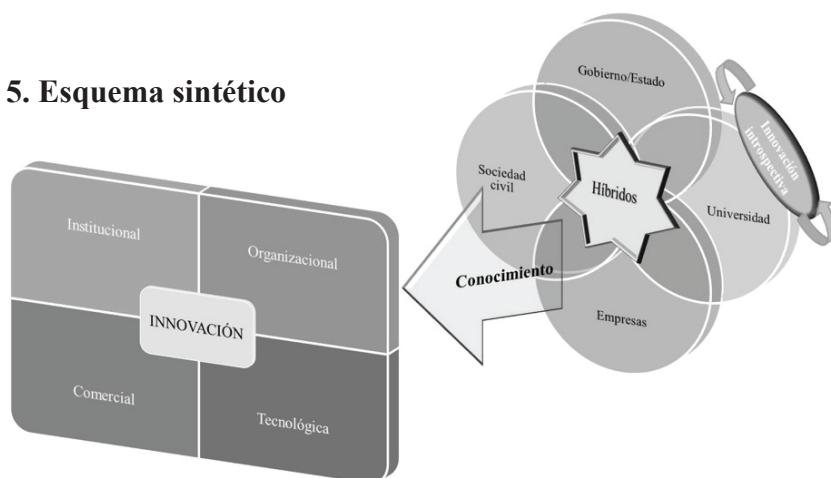 5. Esquema sintético
Gobierno/Estado
Innovación
introspectiva
Sociedad
civil
Híbridos
Universidad
Conocimiento
Empresas
Institucional
Organizacional
INNOVACIÓN
Comercial
Tecnológica